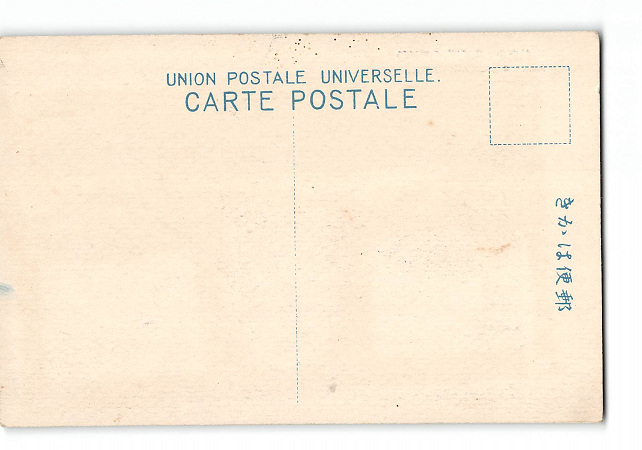 UNION POSTALE UNIVERSELLE.
CARTE POSTALE
郵便はかき